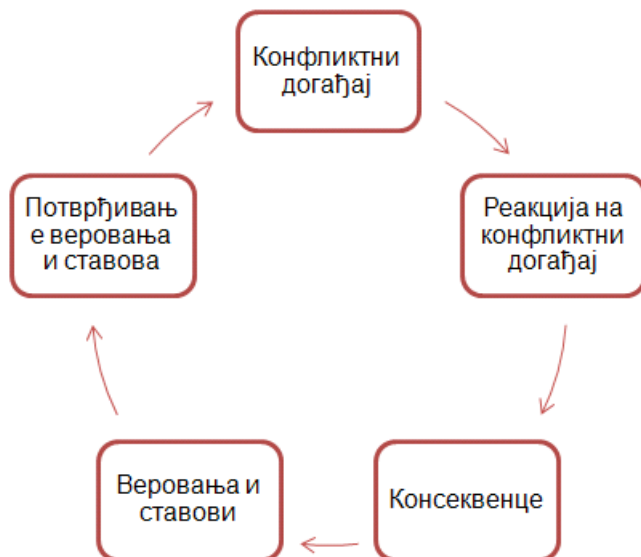 Конфликтни
догађај
Реакција на
конфликтни
догађај
Консеквенце
Веровања и
ставови
Потврђивањ
е веровања
и ставова